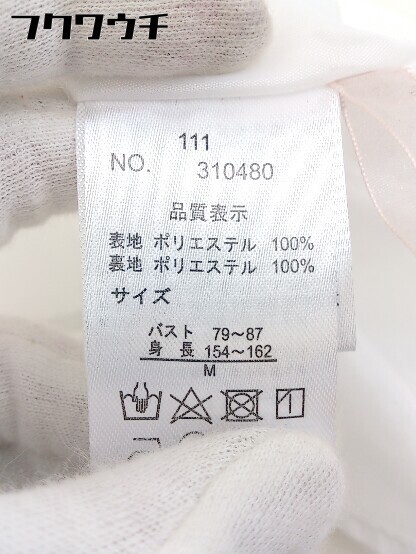 フクワウチ
111
NO. 310480
品質表示
表地 ポリエステル 100%
裏地 ポリエステル 100%
サイズ
バスト 79～87
身長 154～162
M